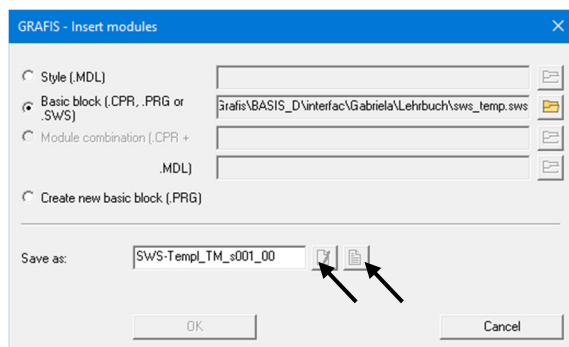 GRAFIS - Insert modules
Style (.MDL)
Basic block (.CPR, .PRG or .SWS)
Grafis\BASIS_D\interfac\Gabriela\Lehrbuch\sws_temp.sws
Module combination (.CPR +
.MDL)
Create new basic block (.PRG)
Save as:
SWS-Templ_TM_s001_00
OK
Cancel